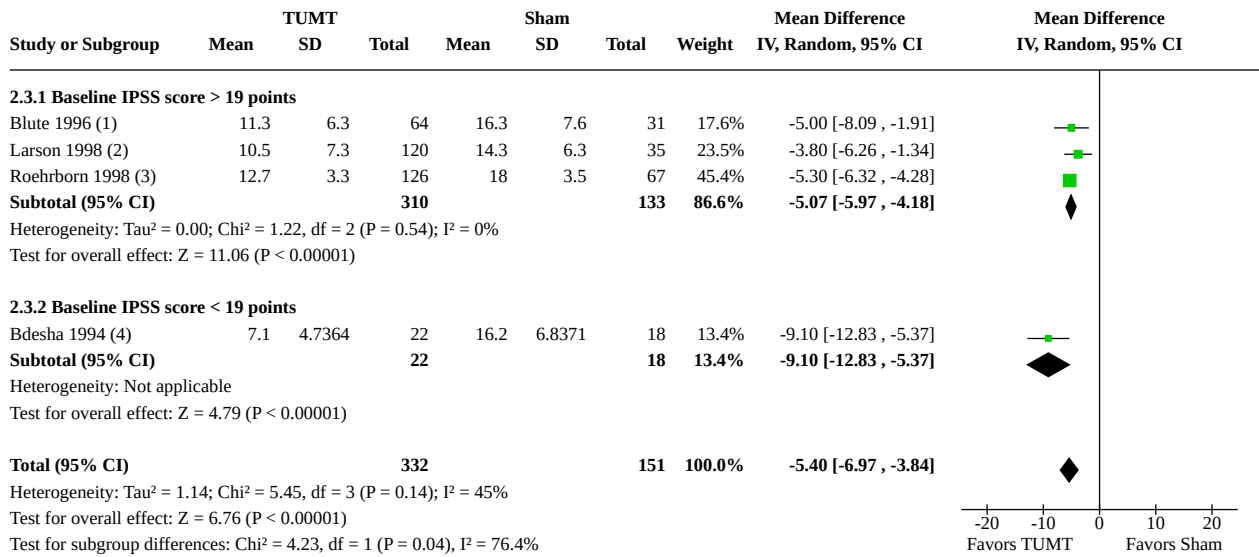 TUMT Sham Mean Difference Mean Difference
Study or Subgroup Mean SD Total Mean SD Total Weight IV, Random, 95% CI IV, Random, 95% CI
2.3.1 Baseline IPSS score > 19 points
Blute 1996 (1) 11.3 6.3 64 16.3 7.6 31 17.6% -5.00 [-8.09 , -1.91]
Larson 1998 (2) 10.5 7.3 120 14.3 6.3 35 23.5% -3.80 [-6.26 , -1.34]
Roehrborn 1998 (3) 12.7 3.3 126 18 3.5 67 45.4% -5.30 [-6.32 , -4.28]
Subtotal (95% CI) 310 133 86.6% -5.07 [-5.97 , -4.18]
Heterogeneity: Tau² = 0.00; Chi² = 1.22, df = 2 (P = 0.54); I² = 0%
Test for overall effect: Z = 11.06 (P < 0.00001)
2.3.2 Baseline IPSS score < 19 points
Bdesha 1994 (4) 7.1 4.7364 22 16.2 6.8371 18 13.4% -9.10 [-12.83 , -5.37]
Subtotal (95% CI) 22 18 13.4% -9.10 [-12.83 , -5.37]
Heterogeneity: Not applicable
Test for overall effect: Z = 4.79 (P < 0.00001)
Total (95% CI) 332 151 100.0% -5.40 [-6.97 , -3.84]
Heterogeneity: Tau² = 1.14; Chi² = 5.45, df = 3 (P = 0.14); I² = 45%
Test for overall effect: Z = 6.76 (P < 0.00001)
-20 -10 0 10 20
Test for subgroup differences: Chi² = 4.23, df = 1 (P = 0.04), I² = 76.4%
Favors TUMT Favors Sham